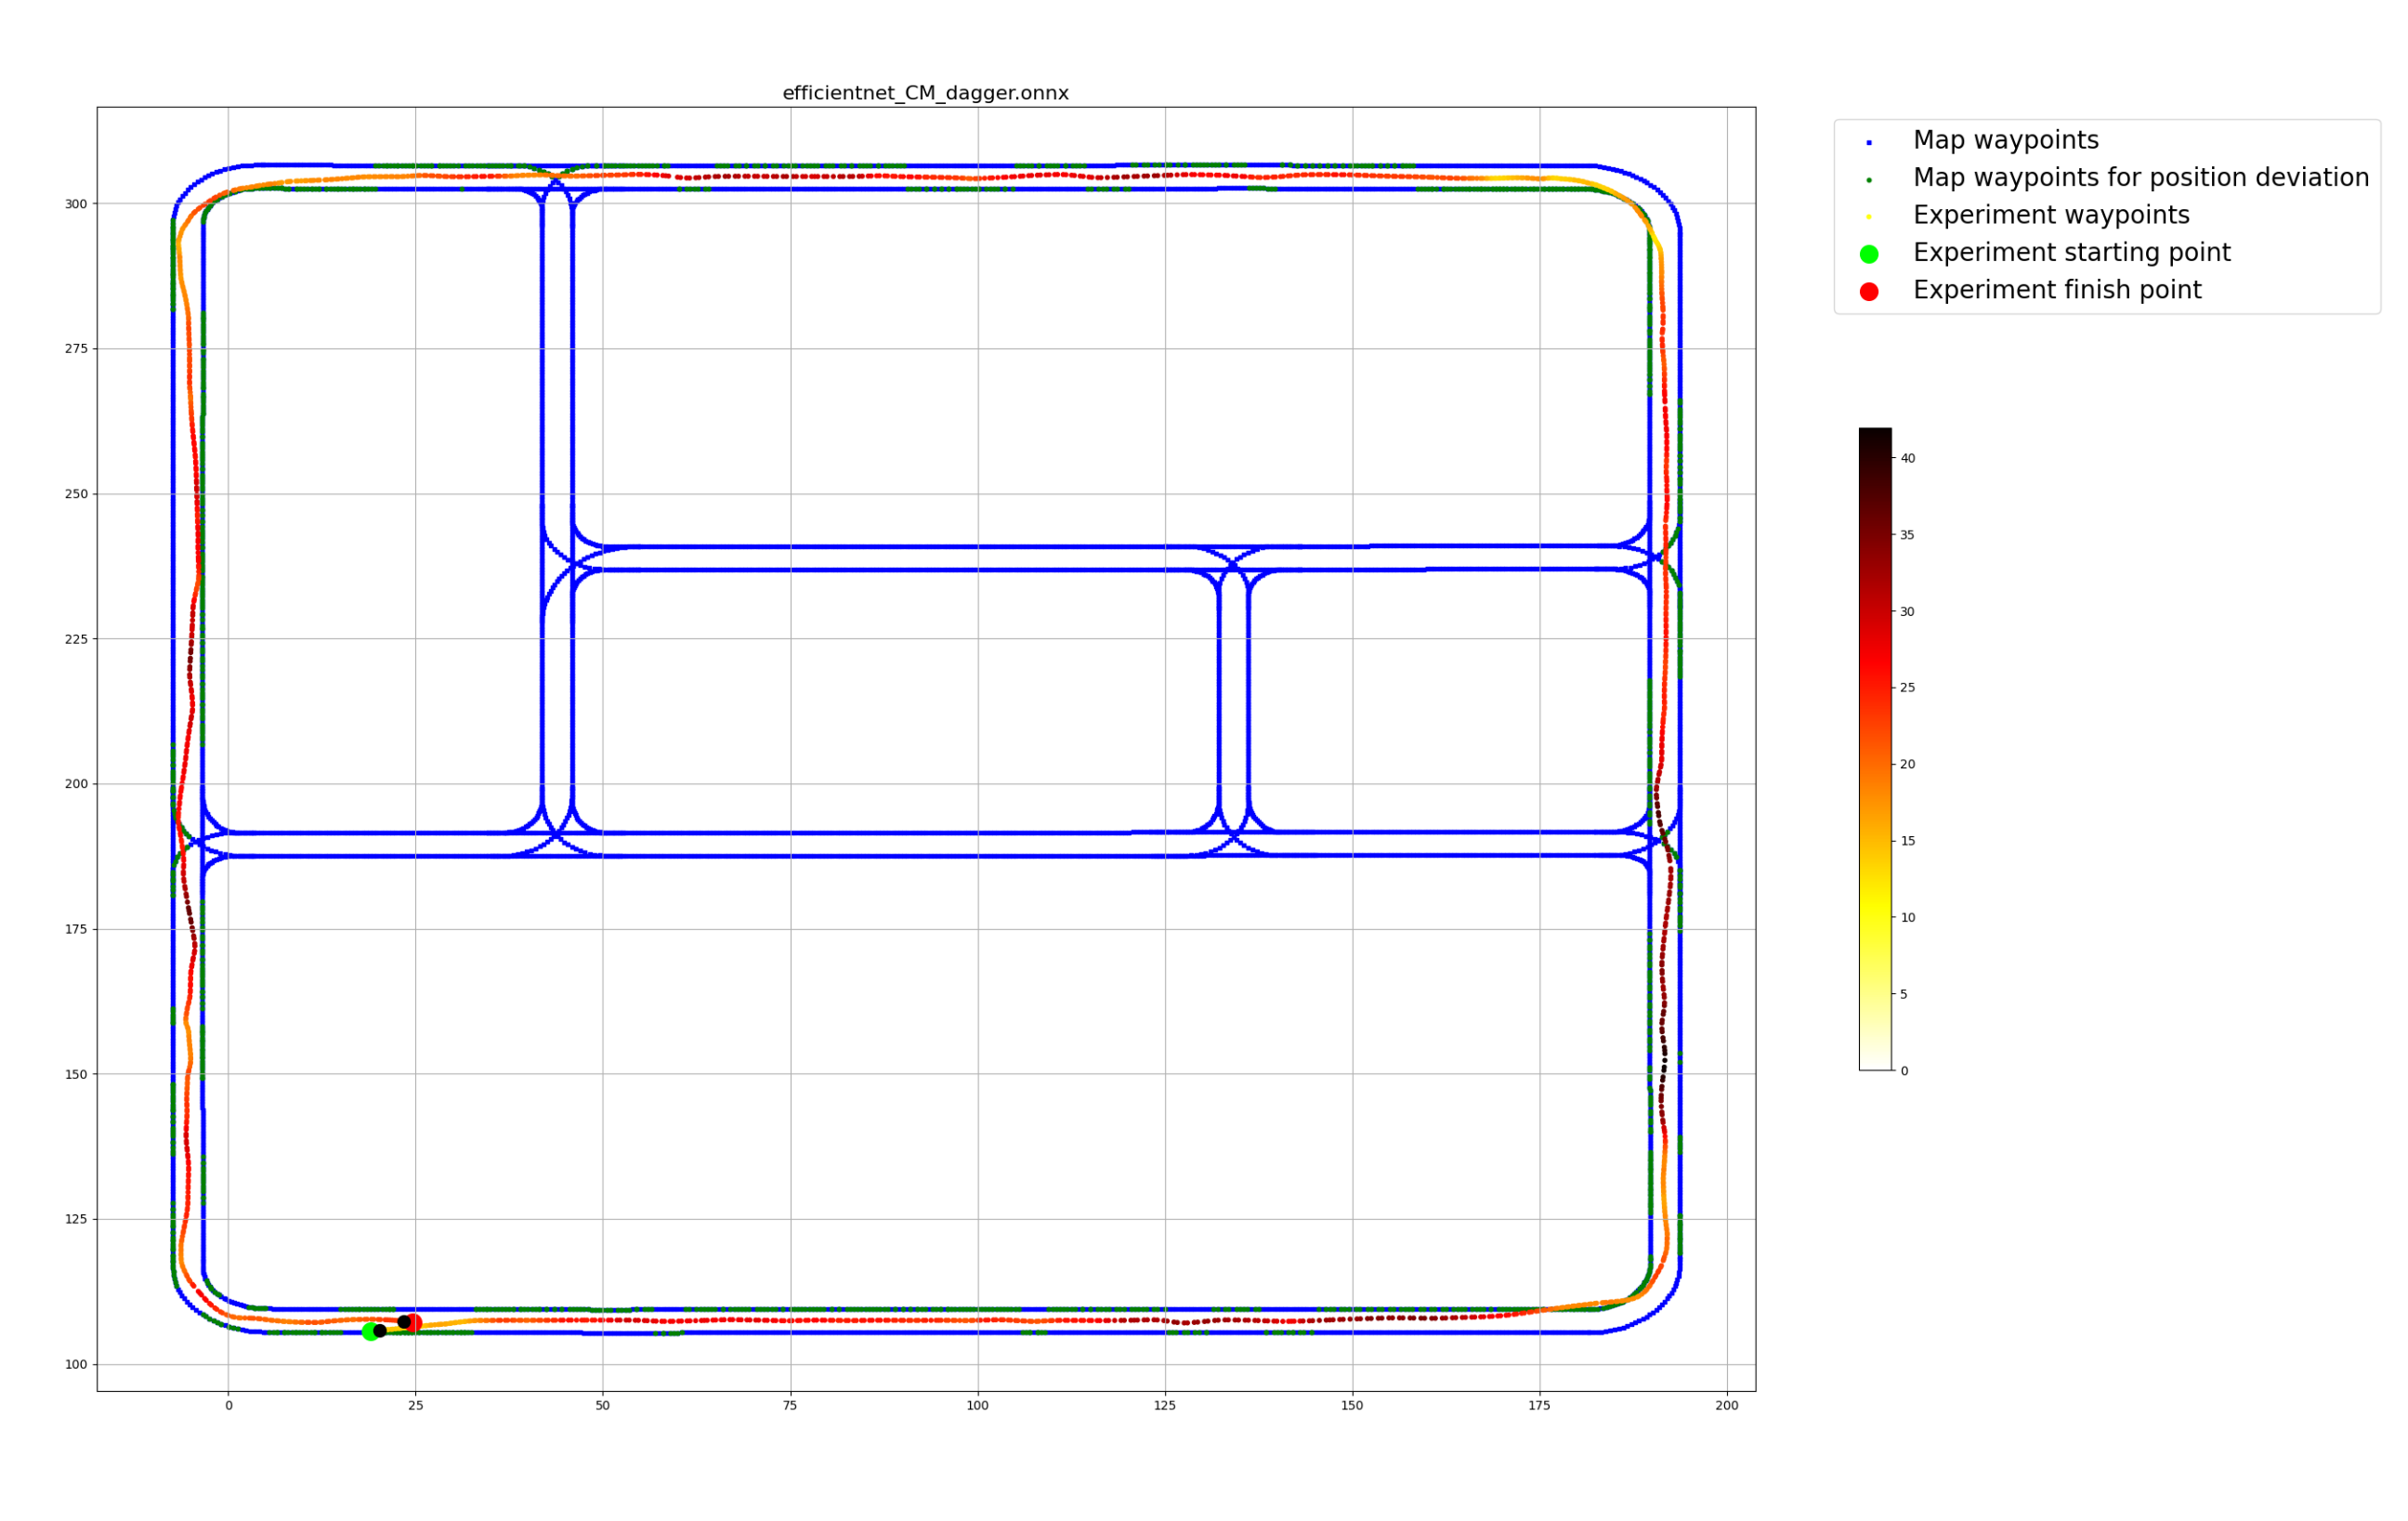 efficientnet_CM_dagger.onnx
Map waypoints
Map waypoints for position deviation
Experiment waypoints
Experiment starting point
Experiment finish point
300
275
250
225
200
175
150
125
100
0 25 50 75 100 125 150 175 200
40
35
30
25
20
15
10
5
0